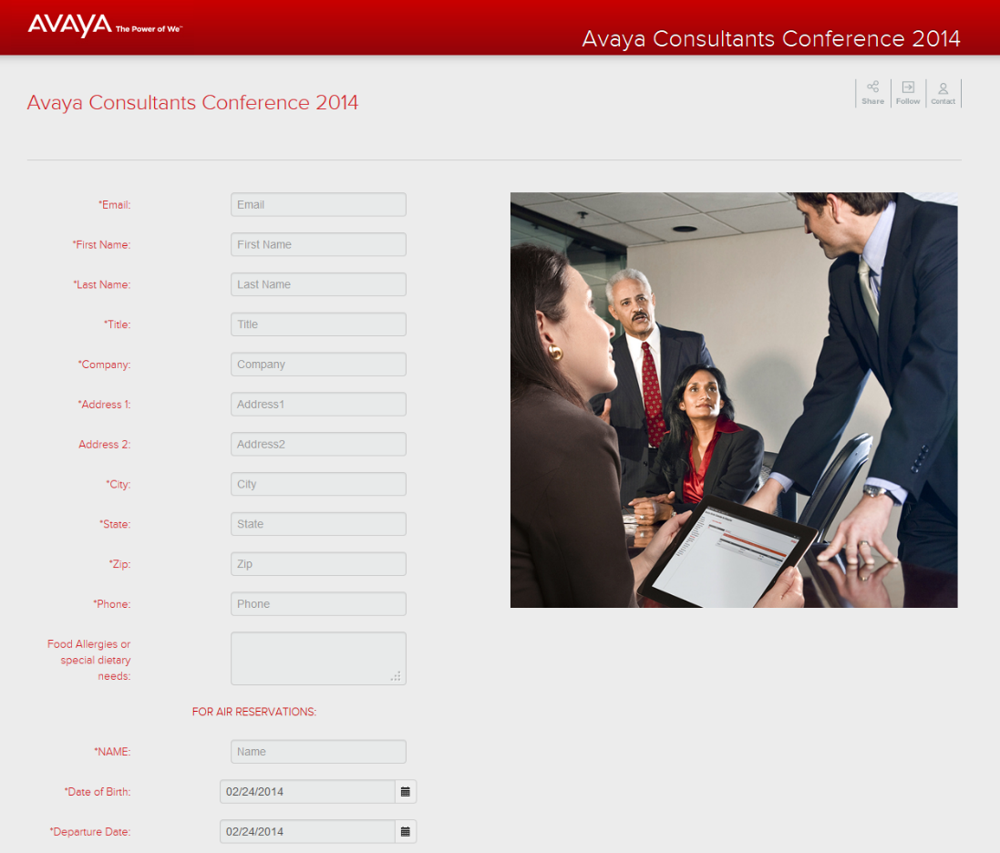 AVAYA The Power of We™
Avaya Consultants Conference 2014
Avaya Consultants Conference 2014
Share Follow Contact
*Email: Email
*First Name: First Name
*Last Name: Last Name
*Title: Title
*Company: Company
*Address 1: Address1
Address 2: Address2
*City: City
*State: State
*Zip: Zip
*Phone: Phone
Food Allergies or
special dietary
needs:
FOR AIR RESERVATIONS:
*NAME: Name
*Date of Birth: 02/24/2014
*Departure Date: 02/24/2014